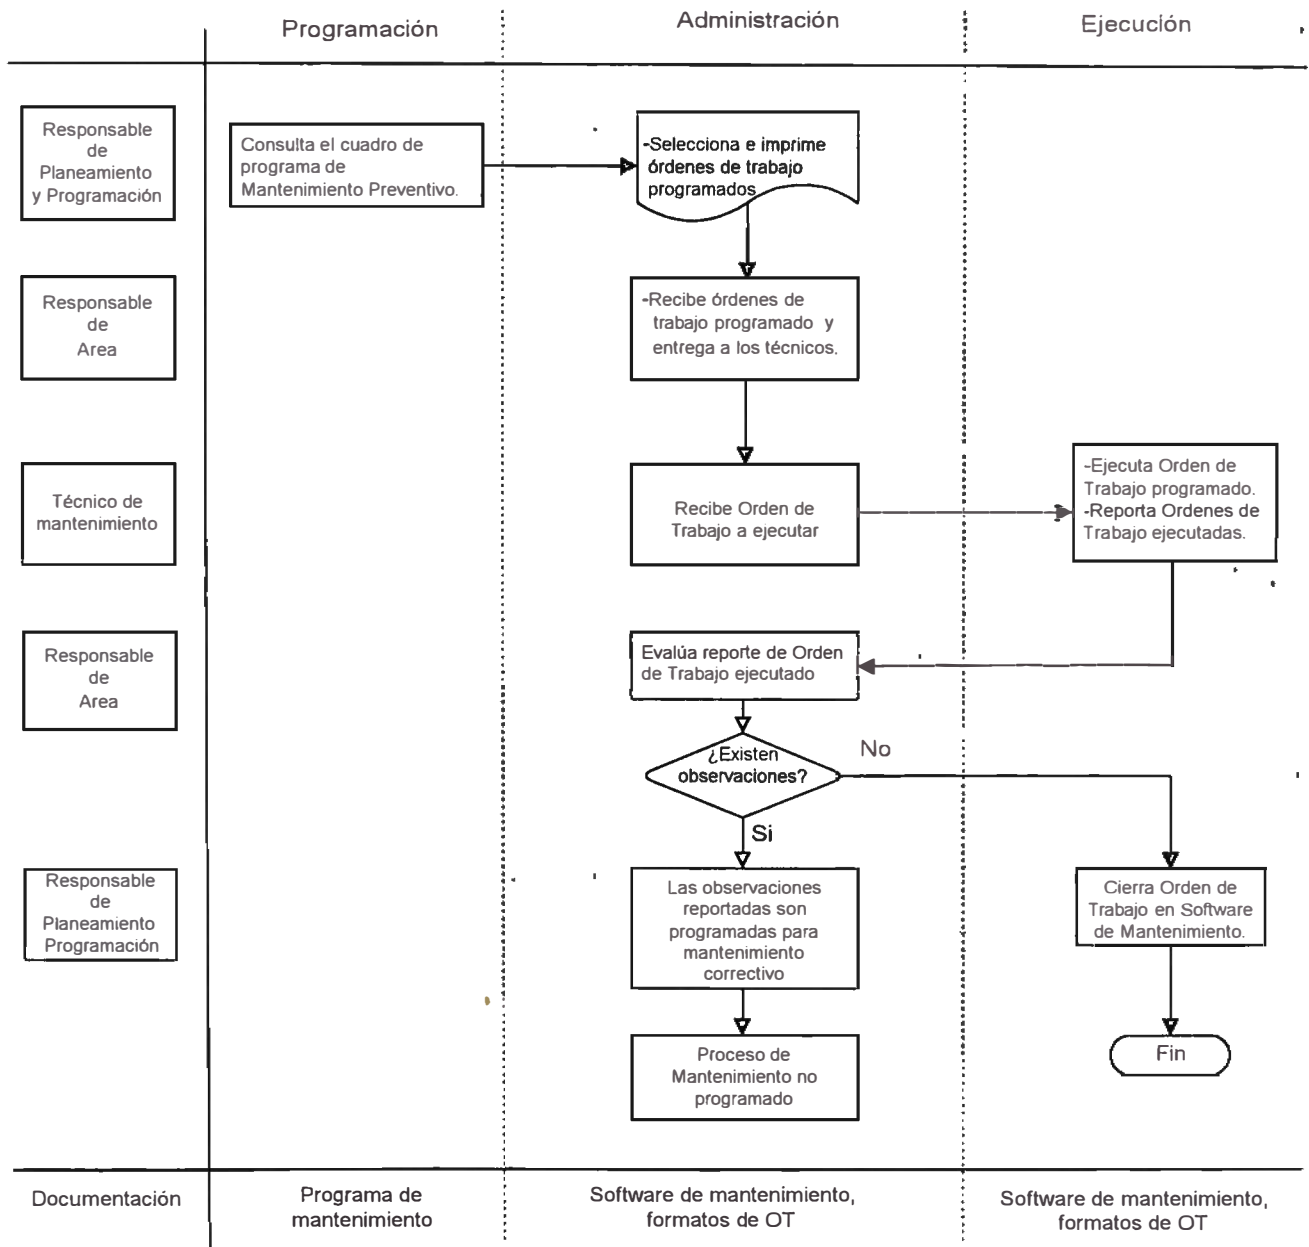 Programación
Administración
Ejecución
Responsable
de
Planeamiento
y Programación
Consulta el cuadro de
programa de
Mantenimiento Preventivo.
-Selecciona e imprime
órdenes de trabajo
programados
Responsable
de
Area
-Recibe órdenes de
trabajo programado y
entrega a los técnicos.
Técnico de
mantenimiento
Recibe Orden de
Trabajo a ejecutar
-Ejecuta Orden de
Trabajo programado.
-Reporta Ordenes de
Trabajo ejecutadas.
Responsable
de
Area
Evalúa reporte de Orden
de Trabajo ejecutado
¿Existen
observaciones?
No
Si
Responsable
de
Planeamiento
Programación
Las observaciones
reportadas son
programadas para
mantenimiento
correctivo
Cierra Orden de
Trabajo en Software
de Mantenimiento.
Proceso de
Mantenimiento no
programado
Fin
Documentación
Programa de
mantenimiento
Software de mantenimiento,
formatos de OT
Software de mantenimiento,
formatos de OT